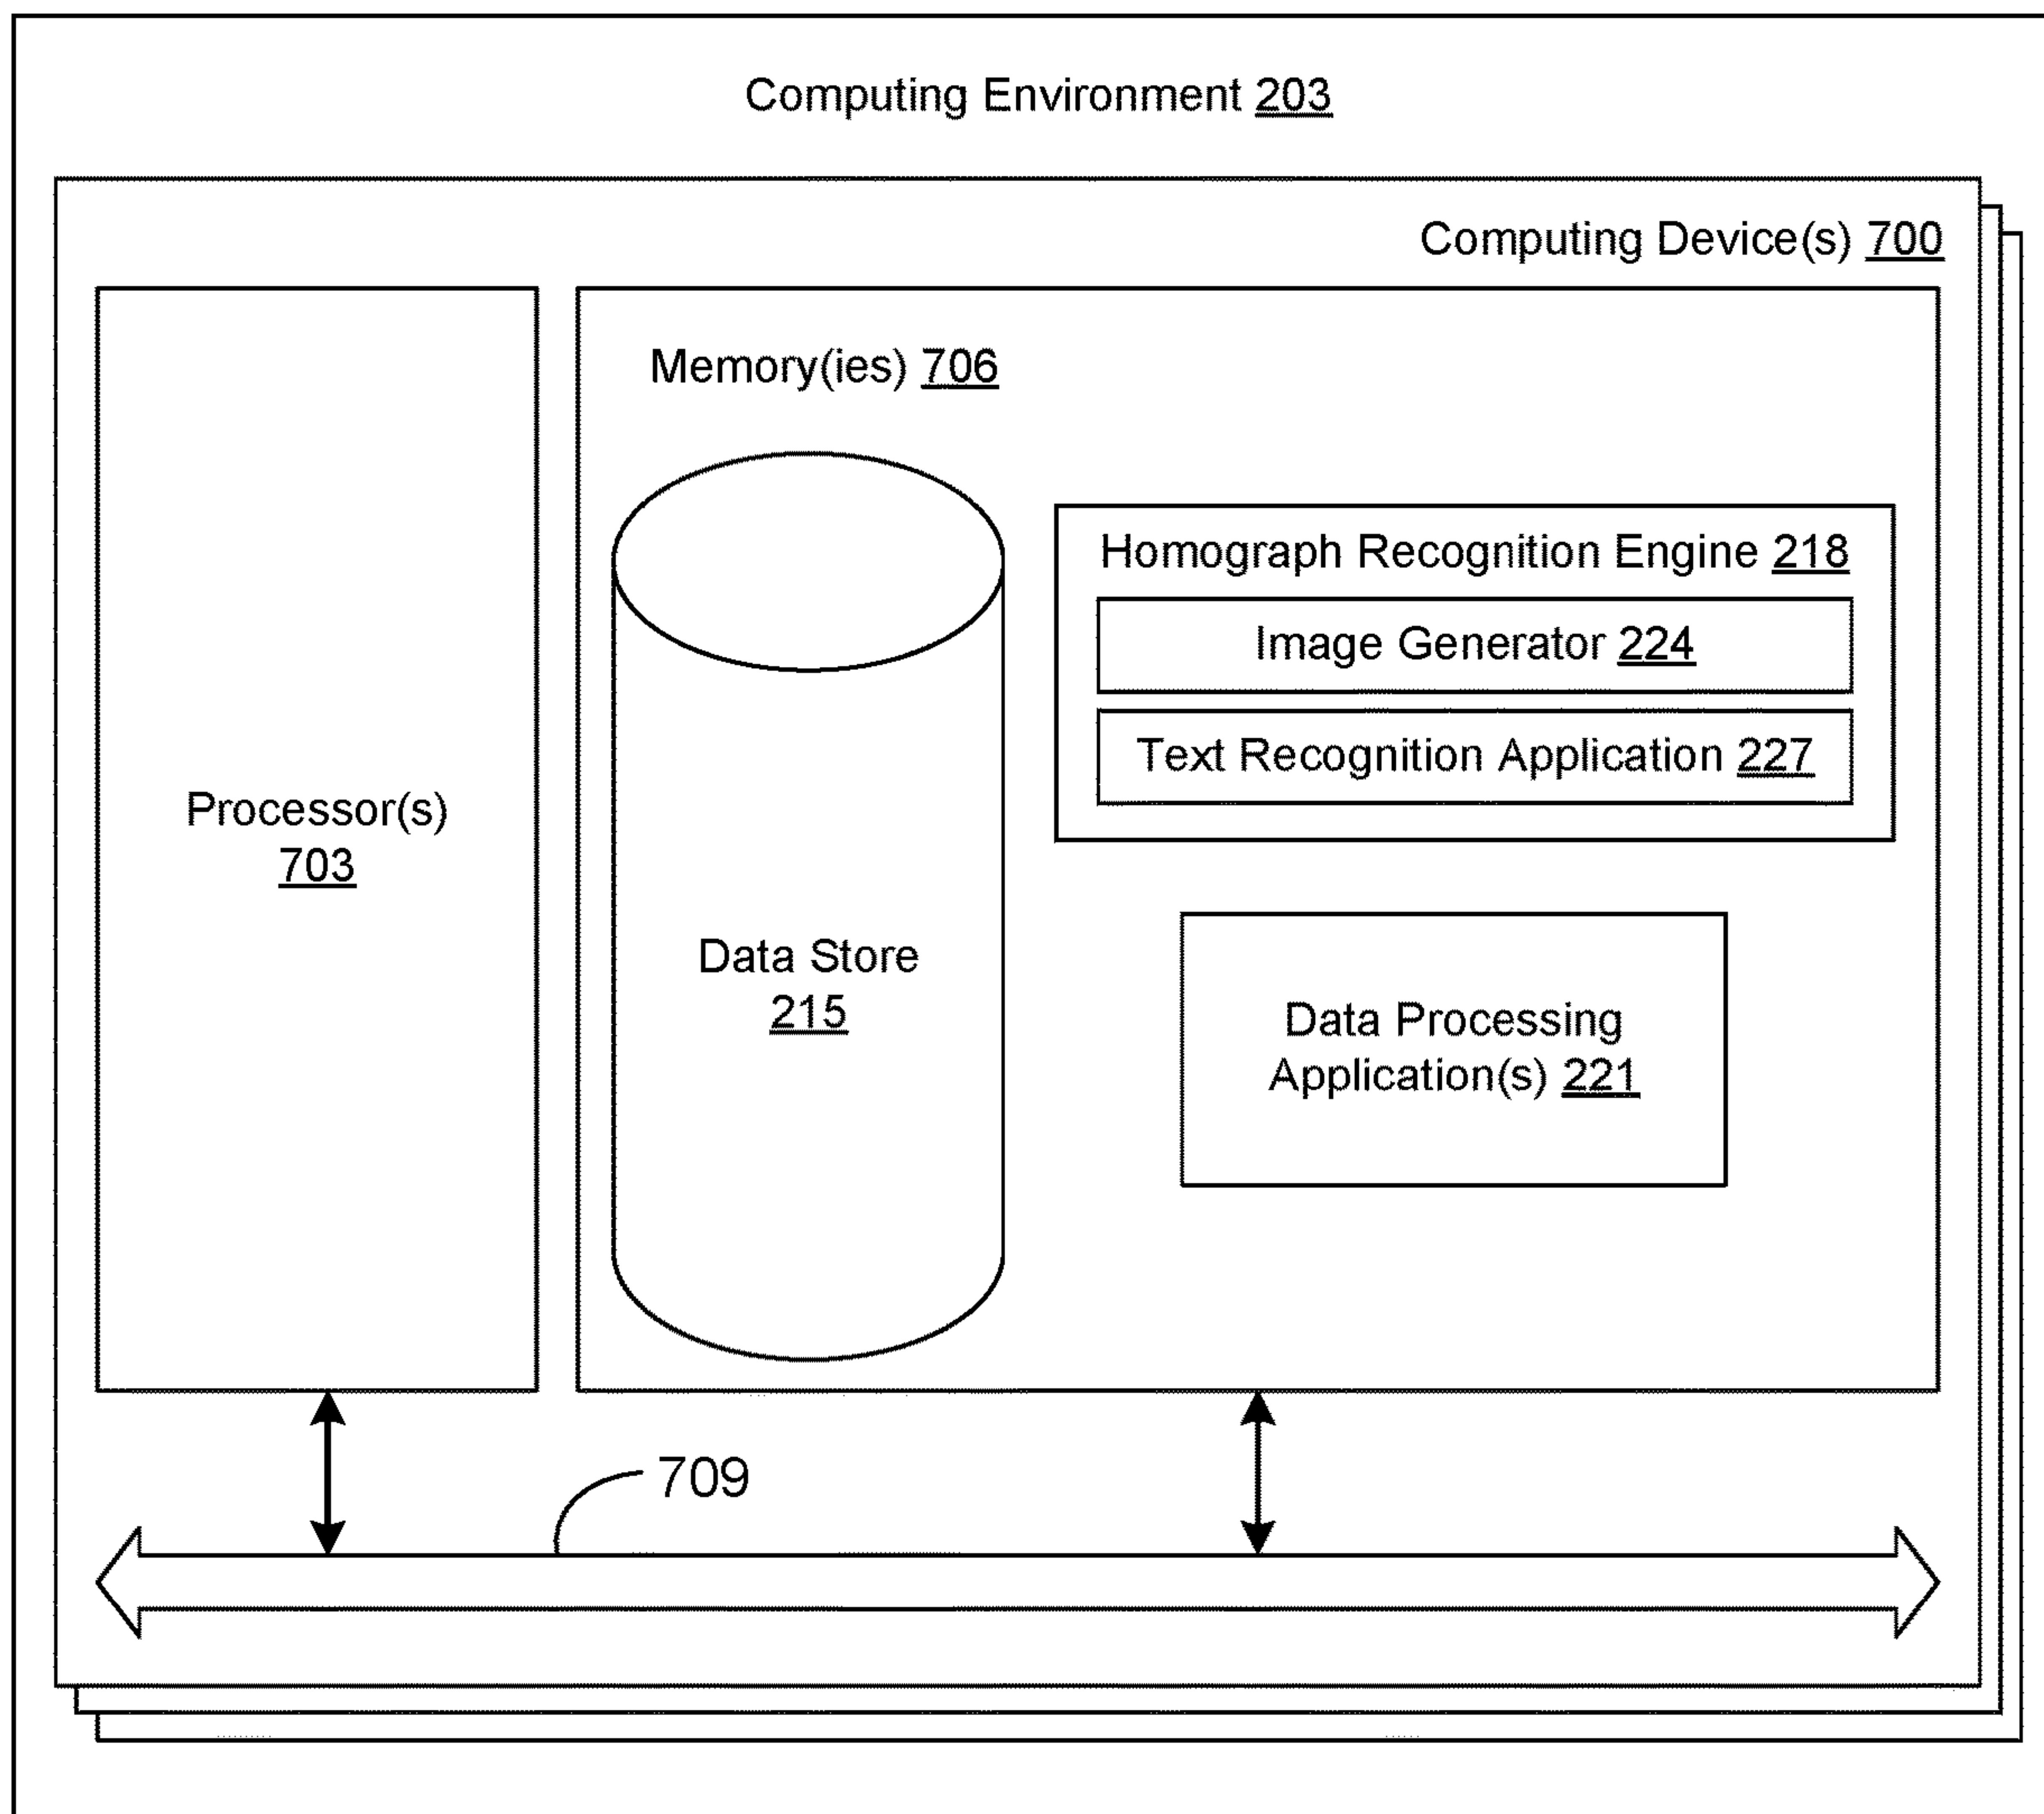 Computing Environment 203
Computing Device(s) 700
Memory(ies) 706
Homograph Recognition Engine 218
Image Generator 224
Text Recognition Application 227
Processor(s)
703
Data Store
215
Data Processing
Application(s) 221
709